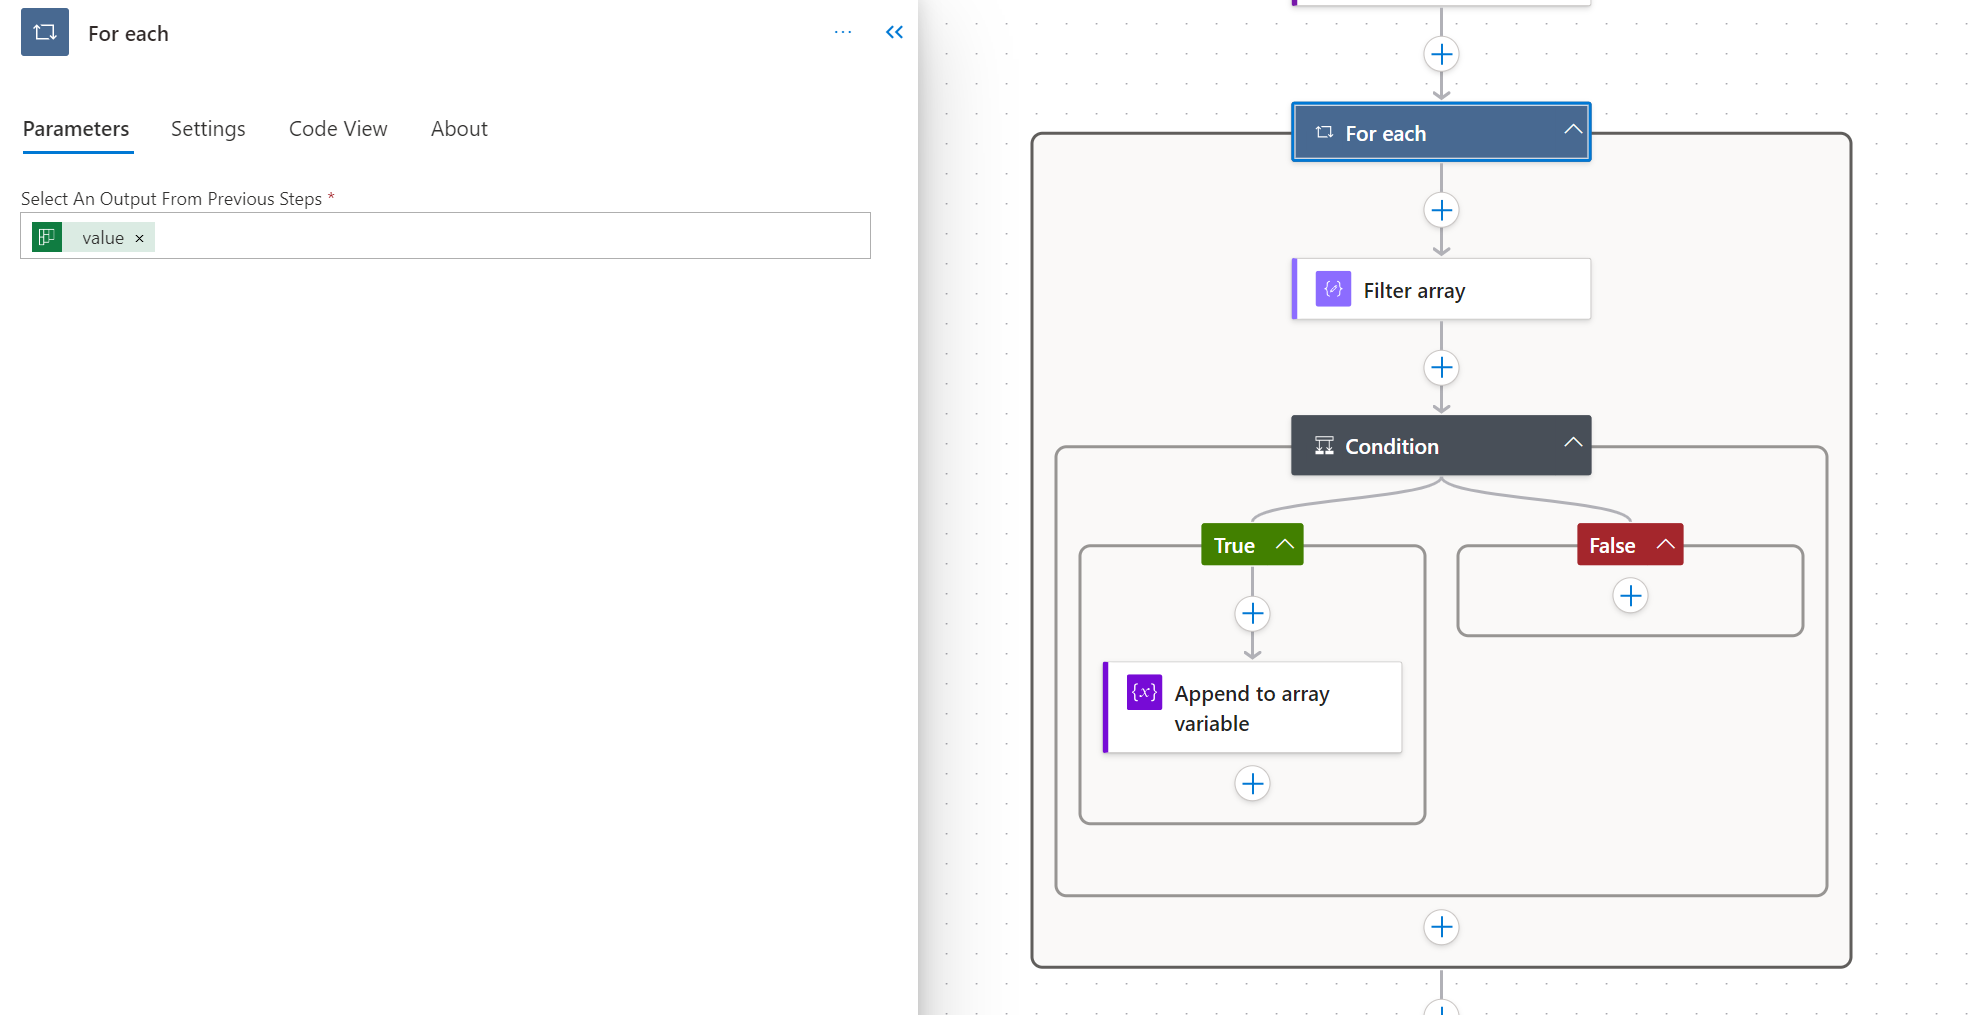 For each
Parameters
Settings
Code View
About
Select An Output From Previous Steps *
value ×
For each
Filter array
Condition
True
False
{x}
Append to array
variable